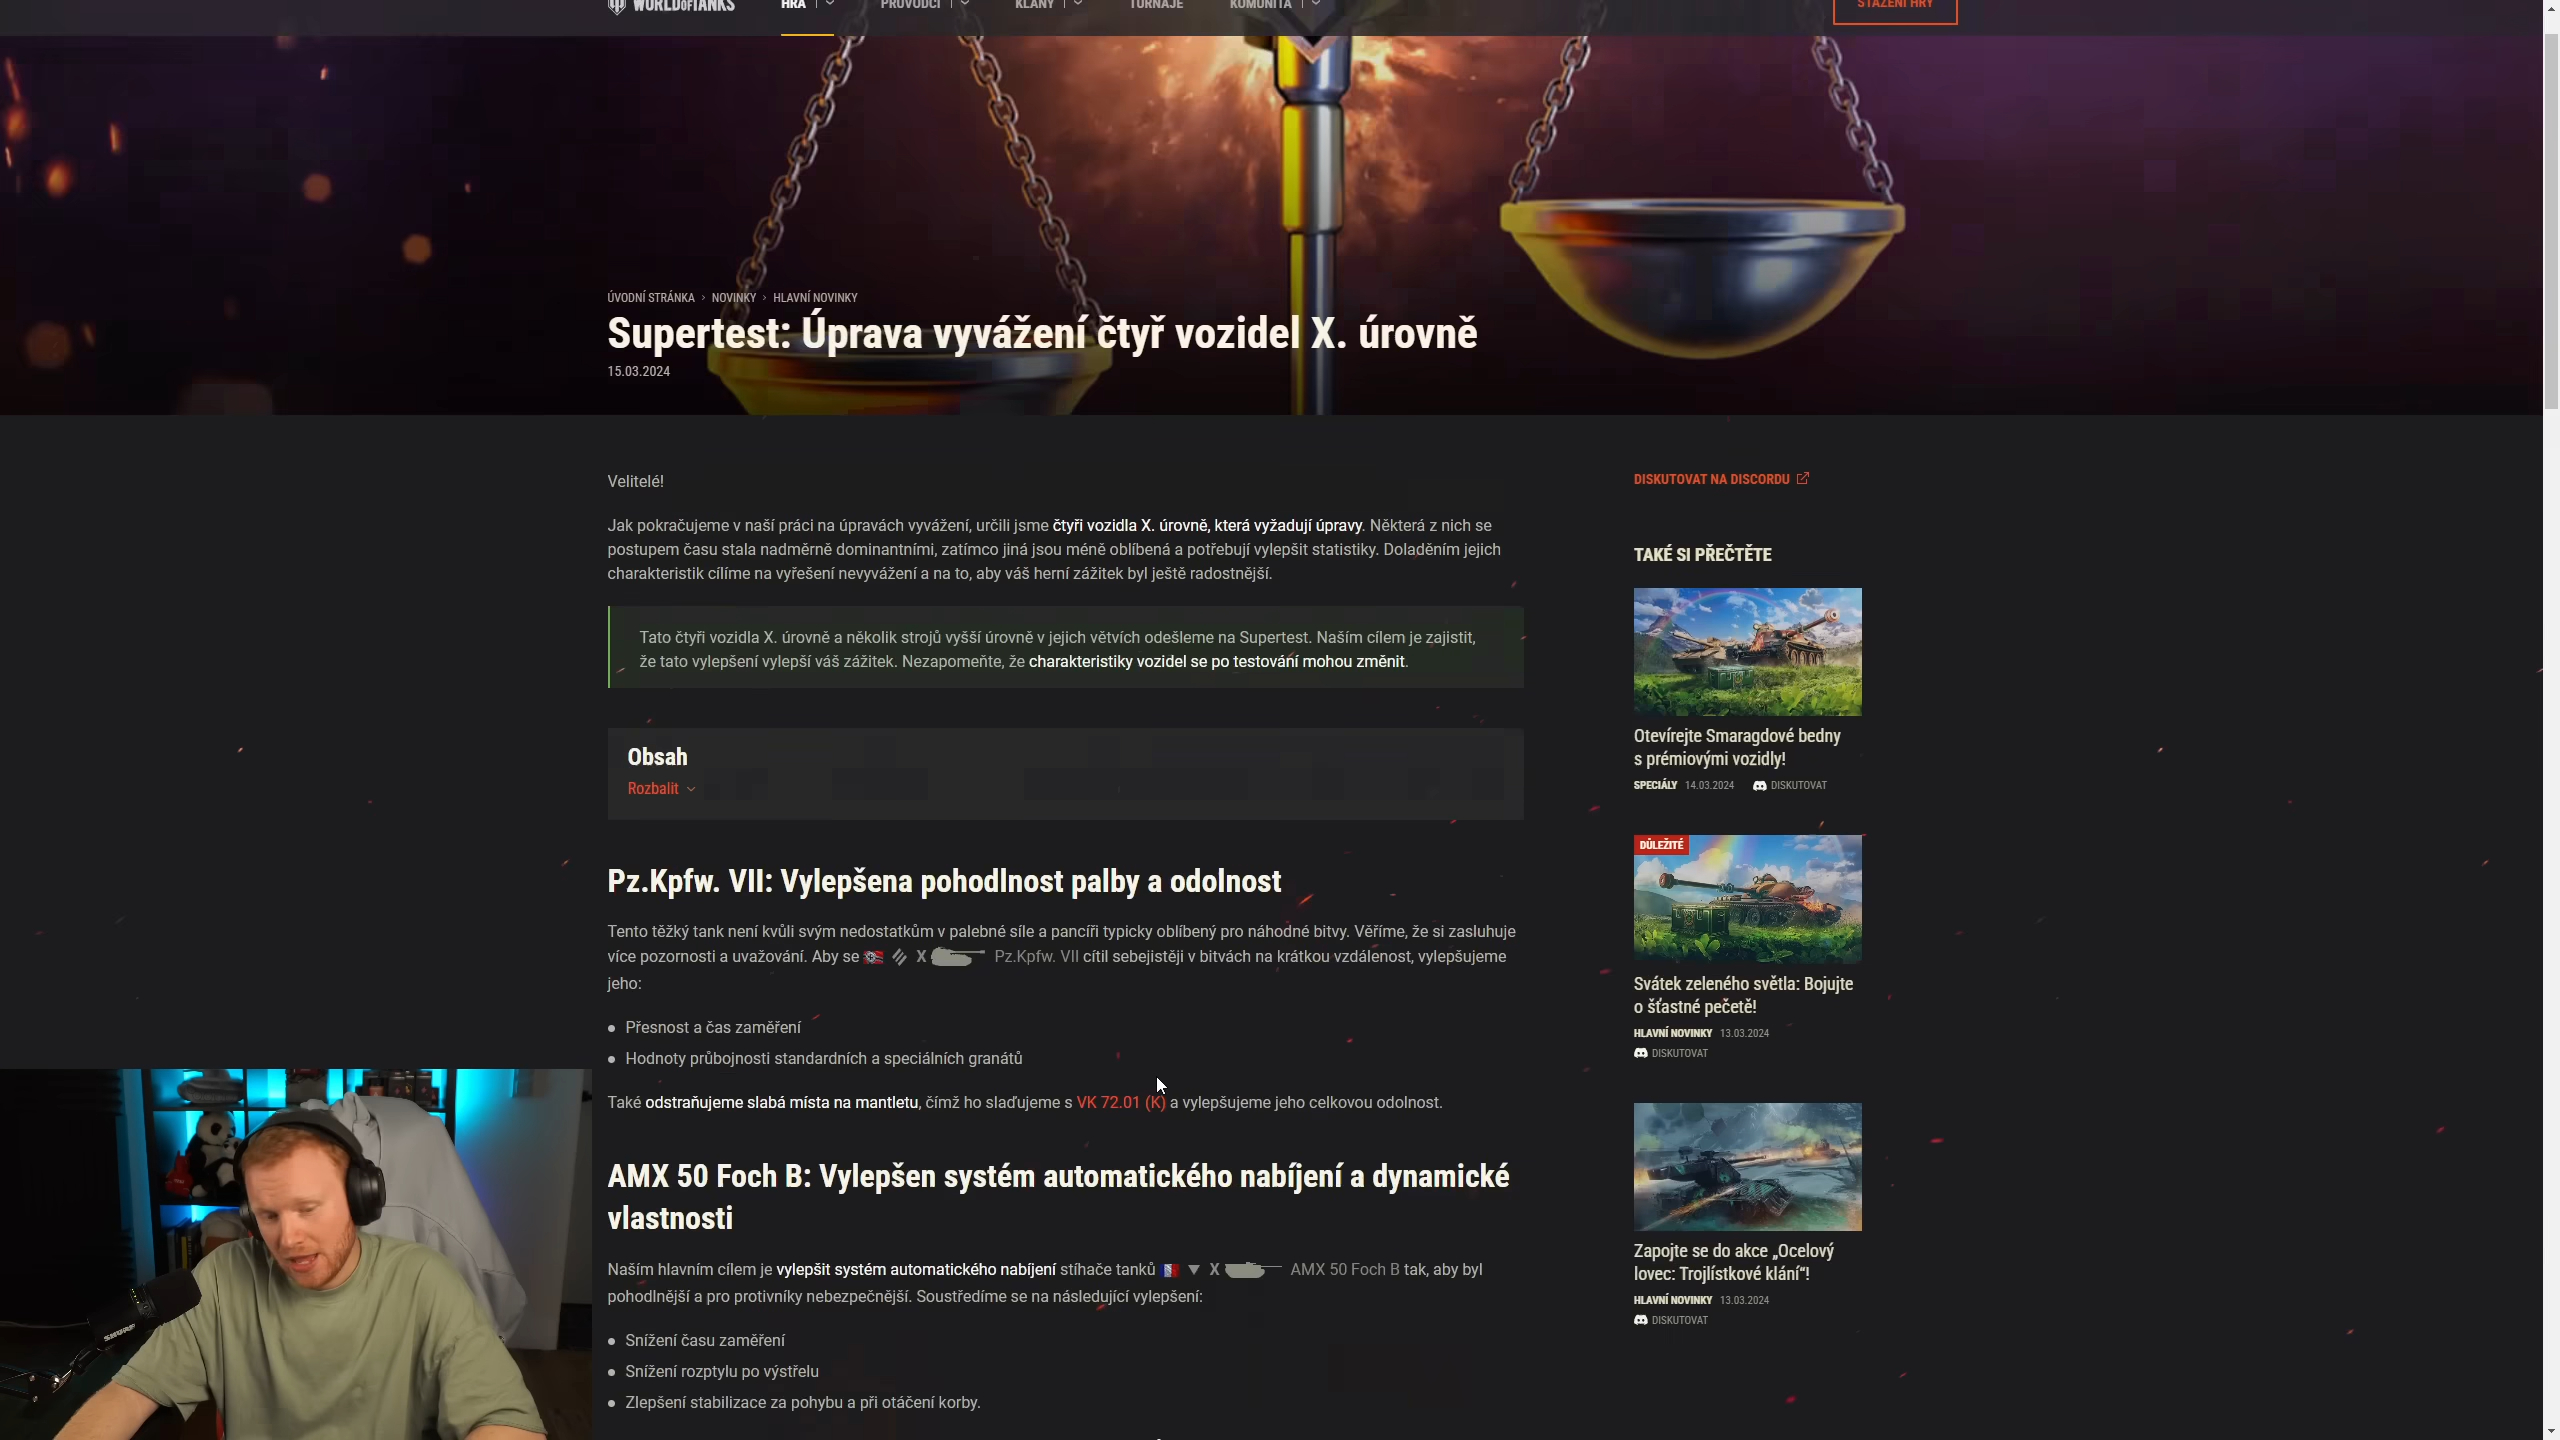 WORLD OF TANKS
HRA
PRŮVODCI
KLANY
TURNAJE
KOMUNITA
STAŽENÍ HRY
ÚVODNÍ STRÁNKA > NOVINKY > HLAVNÍ NOVINKY
Supertest: Úprava vyvážení čtyř vozidel X. úrovně
15.03.2024
Velitelé!
Jak pokračujeme v naší práci na úpravách vyvážení, určili jsme čtyři vozidla X. úrovně, která vyžadují úpravy. Některá z nich se
postupem času stala nadměrně dominantními, zatímco jiná jsou méně oblíbená a potřebují vylepšit statistiky. Doladěním jejich
charakteristik cílíme na vyřešení nevyvážení a na to, aby váš herní zážitek byl ještě radostnější.
Tato čtyři vozidla X. úrovně a několik strojů vyšší úrovně v jejich větvích odešleme na Supertest. Naším cílem je zajistit,
že tato vylepšení vylepší váš zážitek. Nezapomeňte, že charakteristiky vozidel se po testování mohou změnit.
Obsah
Rozbalit
Pz.Kpfw. VII: Vylepšena pohodlnost palby a odolnost
Tento těžký tank není kvůli svým nedostatkům v palebné síle a pancíři typicky oblíbený pro náhodné bitvy. Věříme, že si zasluhuje
více pozornosti a uvažování. Aby se X Pz.Kpfw. VII cítil sebejistěji v bitvách na krátkou vzdálenost, vylepšujeme
jeho:
Přesnost a čas zaměření
Hodnoty průbojnosti standardních a speciálních granátů
Také odstraňujeme slabá místa na mantletu, čímž ho slaďujeme s VK 72.01 (K) a vylepšujeme jeho celkovou odolnost.
AMX 50 Foch B: Vylepšen systém automatického nabíjení a dynamické
vlastnosti
Naším hlavním cílem je vylepšit systém automatického nabíjení stíhače tanků X AMX 50 Foch B tak, aby byl
pohodlnější a pro protivníky nebezpečnější. Soustředíme se na následující vylepšení:
Snížení času zaměření
Snížení rozptylu po výstřelu
Zlepšení stabilizace za pohybu a při otáčení korby.
DISKUTOVAT NA DISCORDU
TAKÉ SI PŘEČTĚTE
Otevírejte Smaragdové bedny
s prémiovými vozidly!
SPECIÁLY 14.03.2024 DISKUTOVAT
DŮLEŽITÉ
Svátek zeleného světla: Bojujte
o šťastné pečetě!
HLAVNÍ NOVINKY 13.03.2024
DISKUTOVAT
Zapojte se do akce „Ocelový
lovec: Trojlístkové klání“!
HLAVNÍ NOVINKY 13.03.2024
DISKUTOVAT
SHURE